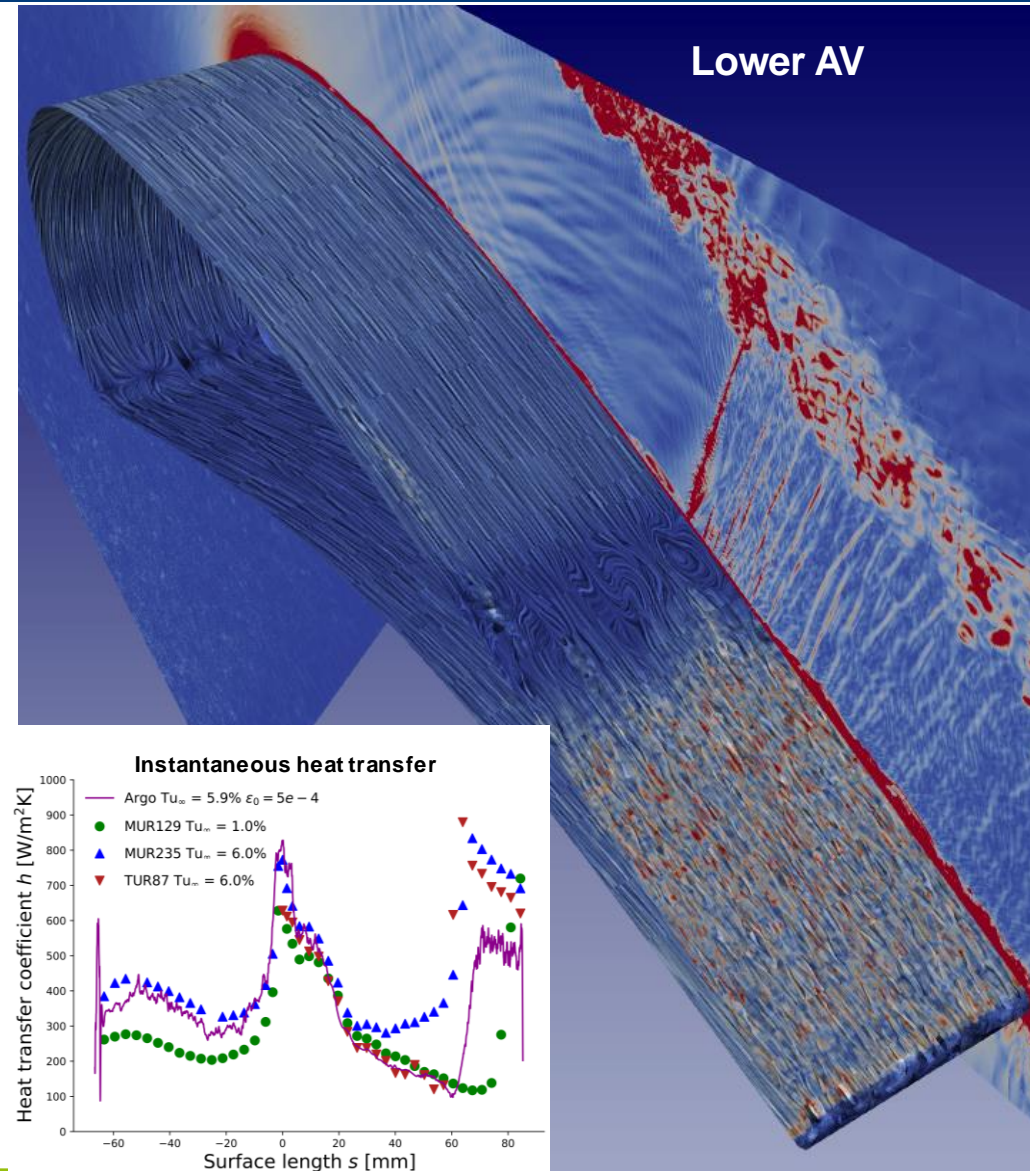 Lower AV
Instantaneous heat transfer
Argo Tu∞ = 5.9% ε₀ = 5e − 4
MUR129 Tu∞ = 1.0%
MUR235 Tu∞ = 6.0%
TUR87 Tu∞ = 6.0%
Heat transfer coefficient h [W/m²K]
1000
900
800
700
600
500
400
300
200
100
0
−60 −40 −20 0 20 40 60 80
Surface length s [mm]